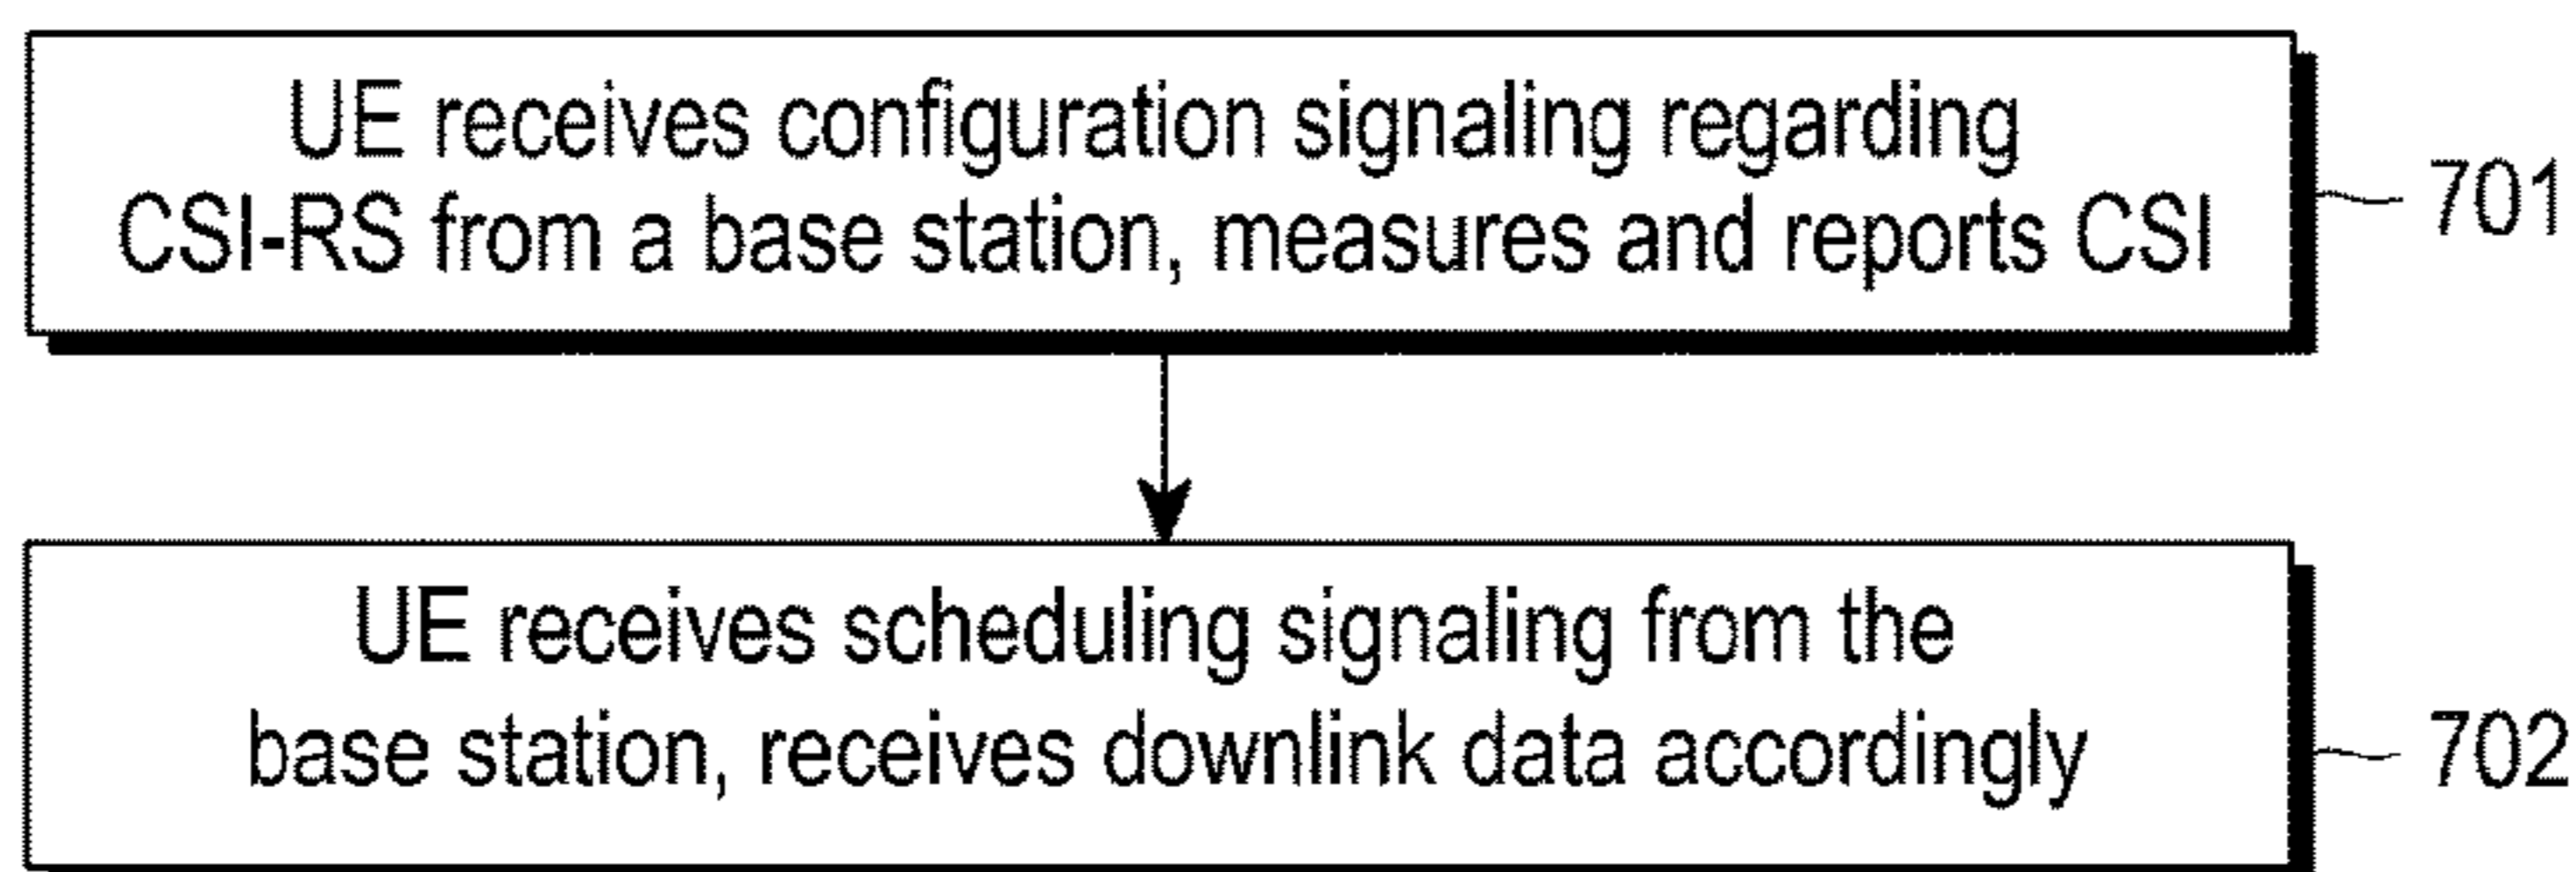 UE receives configuration signaling regarding
CSI-RS from a base station, measures and reports CSI
701
UE receives scheduling signaling from the
base station, receives downlink data accordingly
702